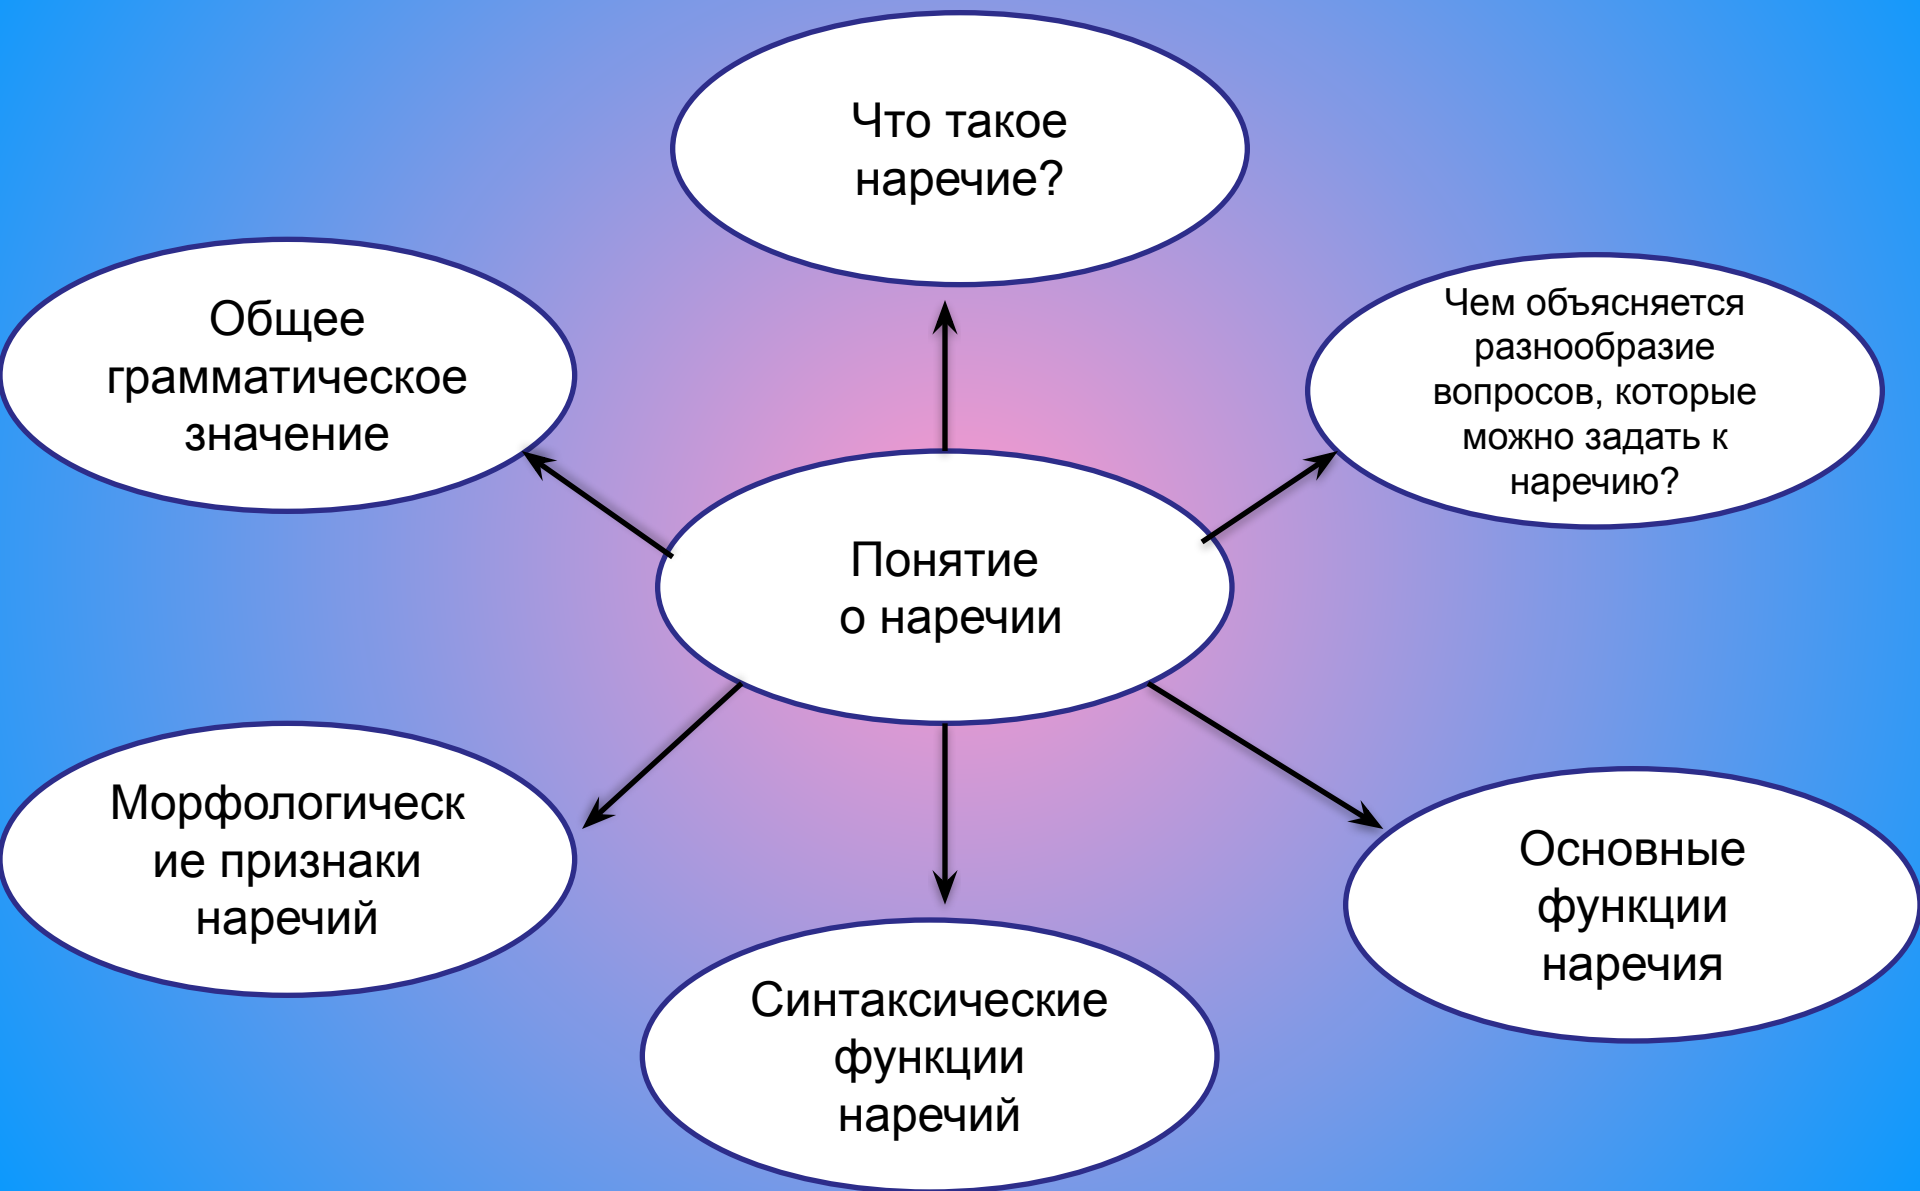 Что такое
наречие?
Общее
грамматическое
значение
Чем объясняется
разнообразие
вопросов, которые
можно задать к
наречию?
Понятие
о наречии
Морфологическ
ие признаки
наречий
Основные
функции
наречия
Синтаксические
функции
наречий